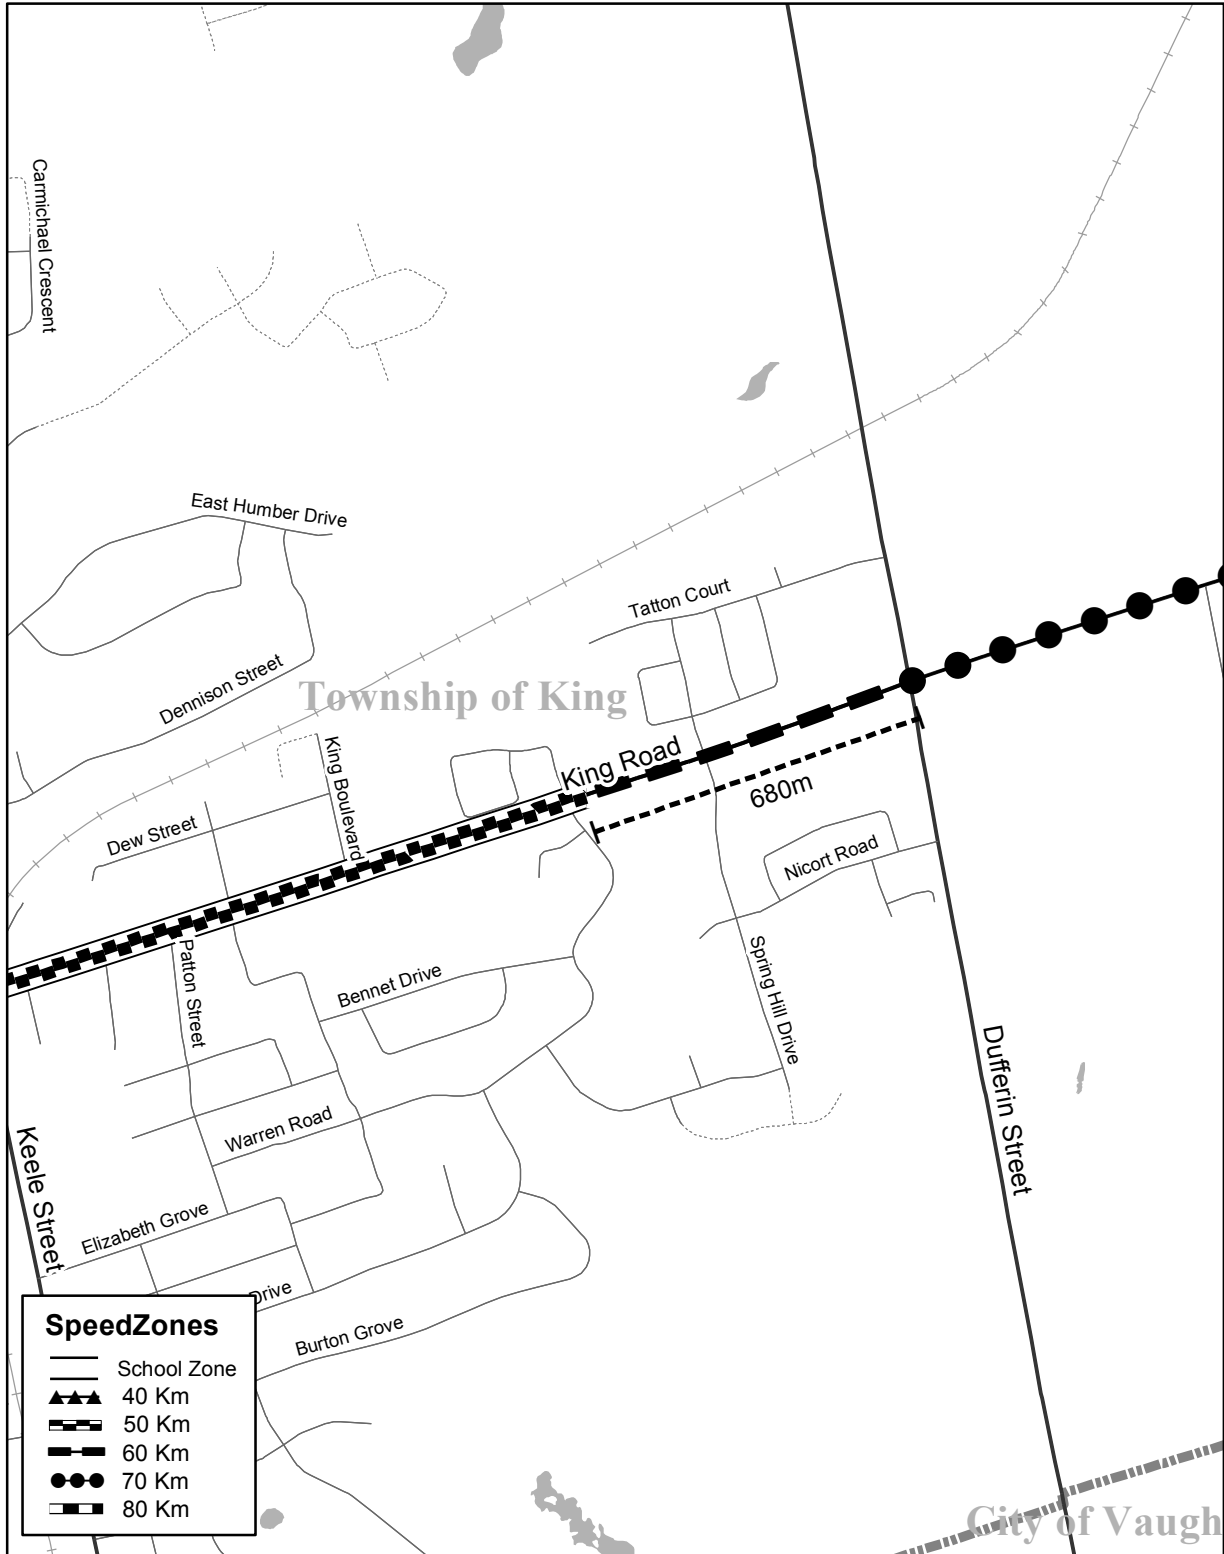 Carmichael Crescent
East Humber Drive
Tatton Court
Dennison Street
Township of King
King Road
King Boulevard
680m
Dew Street
Nicort Road
Patton Street
Spring Hill Drive
Bennet Drive
Dufferin Street
Warren Road
Keele Street
Elizabeth Grove
Drive
Burton Grove
SpeedZones
School Zone
40 Km
50 Km
60 Km
70 Km
80 Km
City of Vaugh